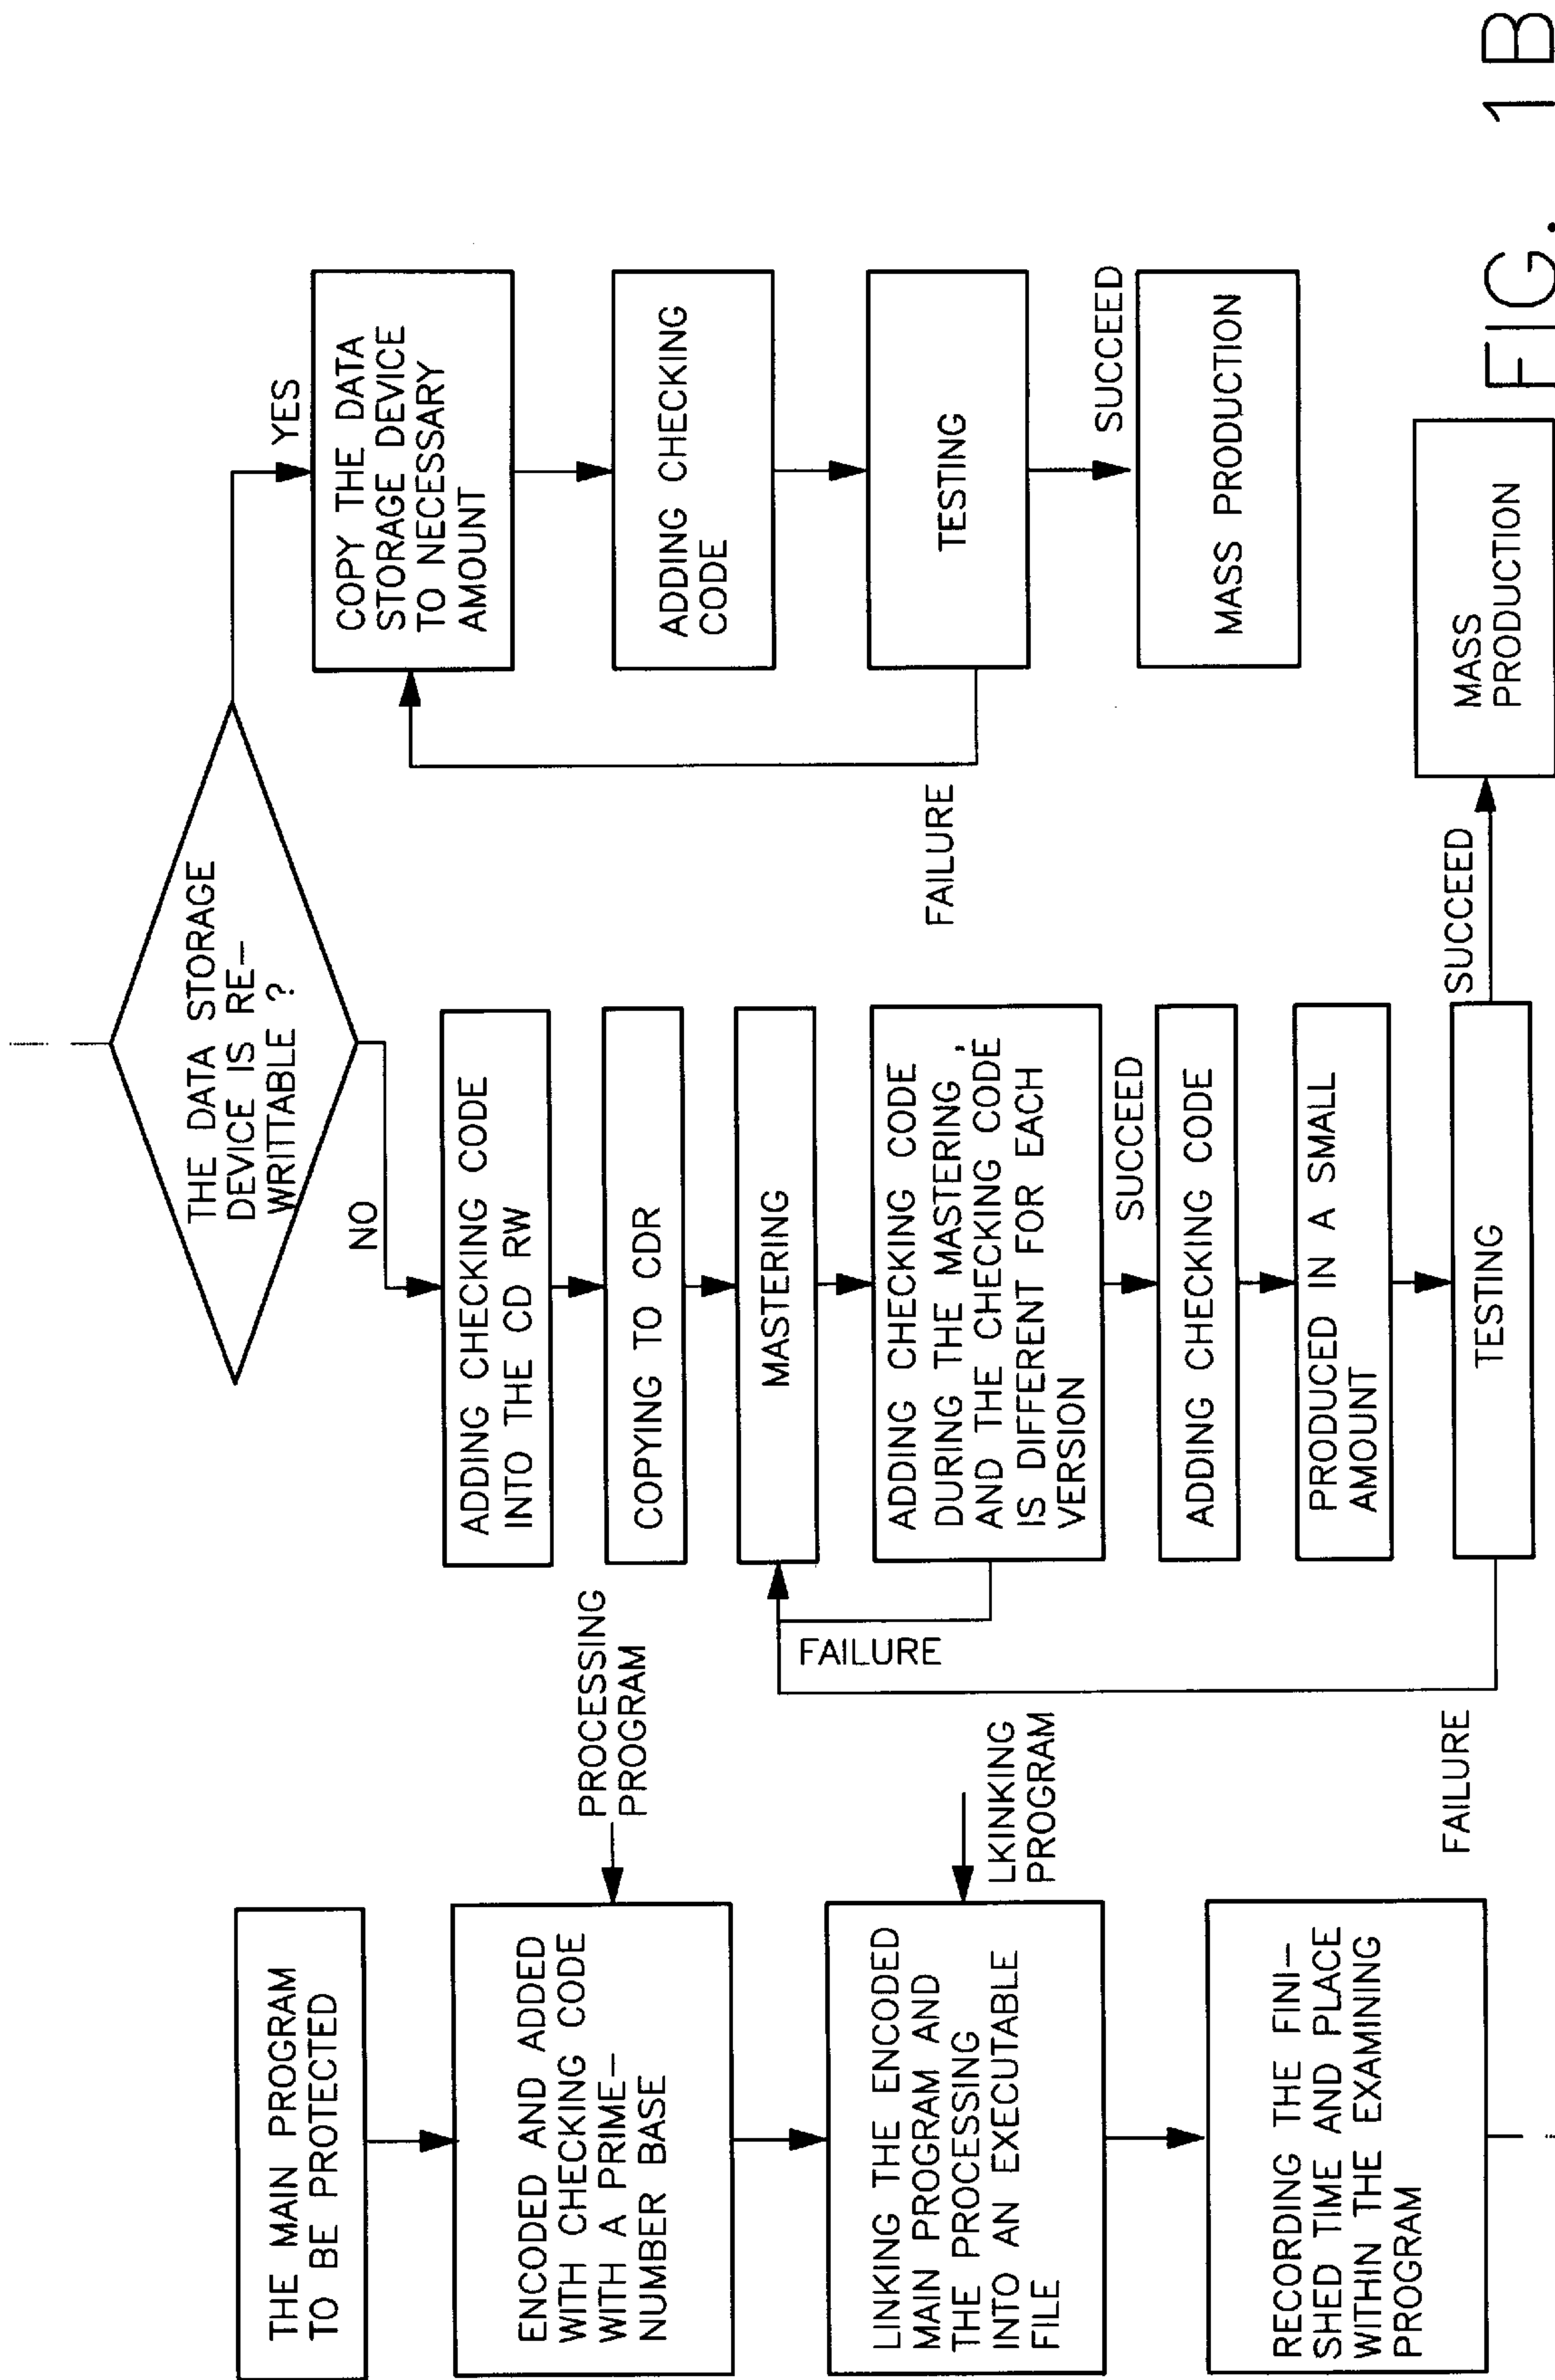 THE MAIN PROGRAM
TO BE PROTECTED
ENCODED AND ADDED
WITH CHECKING CODE
WITH A PRIME—
NUMBER BASE
PROCESSING
PROGRAM
LINKING THE ENCODED
MAIN PROGRAM AND
THE PROCESSING
INTO AN EXECUTABLE
FILE
LKINKING
PROGRAM
RECORDING THE FINI—
SHED TIME AND PLACE
WITHIN THE EXAMINING
PROGRAM
THE DATA STORAGE
DEVICE IS RE—
WRITTABLE ?
NO
ADDING CHECKING CODE
INTO THE CD RW
COPYING TO CDR
MASTERING
ADDING CHECKING CODE
DURING THE MASTERING,
AND THE CHECKING CODE
IS DIFFERENT FOR EACH
VERSION
FAILURE
SUCCEED
ADDING CHECKING CODE
PRODUCED IN A SMALL
AMOUNT
TESTING
FAILURE
SUCCEED
MASS
PRODUCTION
YES
COPY THE DATA
STORAGE DEVICE
TO NECESSARY
AMOUNT
ADDING CHECKING
CODE
TESTING
FAILURE
SUCCEED
MASS PRODUCTION
FIG. 1B